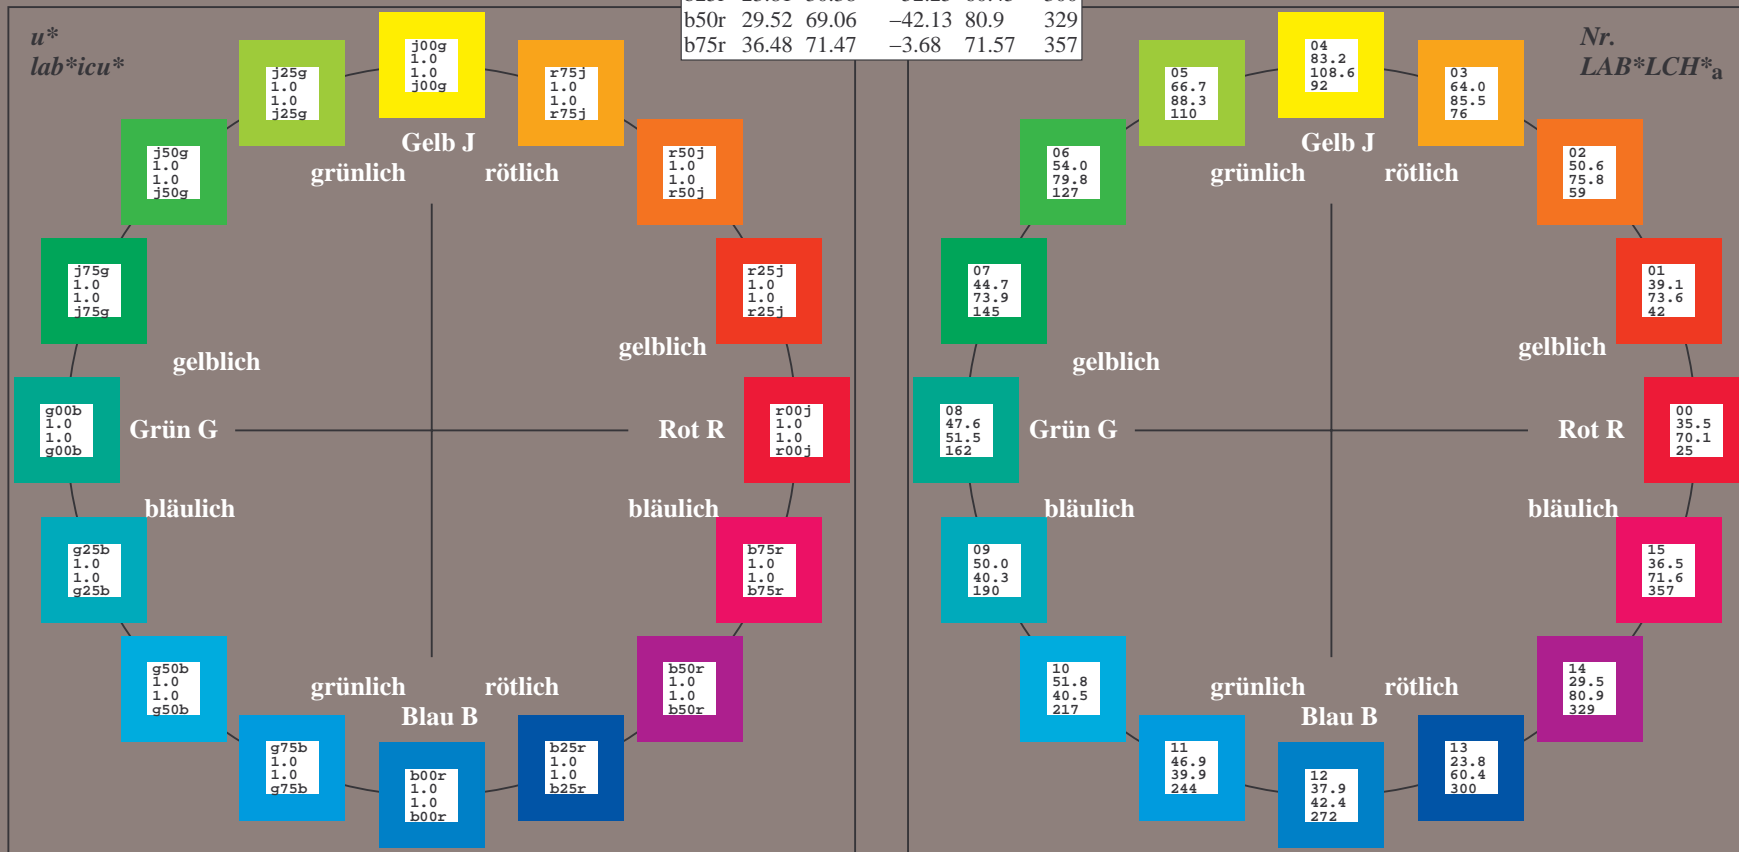 b50r 29.52 69.06 −42.13 80.9 329
b75r 36.48 71.47 −3.68 71.57 357
u*
lab*icu*
j00g
1.0
1.0
j00g
j25g
1.0
1.0
j25g
r75j
1.0
1.0
r75j
j50g
1.0
1.0
j50g
r50j
1.0
1.0
r50j
Gelb J
grünlich rötlich
j75g
1.0
1.0
j75g
r25j
1.0
1.0
r25j
gelblich gelblich
g00b
1.0
1.0
g00b
Grün G Rot R
r00j
1.0
1.0
r00j
bläulich bläulich
g25b
1.0
1.0
g25b
b75r
1.0
1.0
b75r
g50b
1.0
1.0
g50b
b50r
1.0
1.0
b50r
grünlich rötlich
Blau B
g75b
1.0
1.0
g75b
b00r
1.0
1.0
b00r
b25r
1.0
1.0
b25r
Nr.
LAB*LCH*a
04
83.2
108.6
92
05
66.7
88.3
110
03
64.0
85.5
76
06
54.0
79.8
127
02
50.6
75.8
59
Gelb J
grünlich rötlich
07
44.7
73.9
145
01
39.1
73.6
42
gelblich gelblich
08
47.6
51.5
162
Grün G Rot R
00
35.5
70.1
25
bläulich bläulich
09
50.0
40.3
190
15
36.5
71.6
357
10
51.8
40.5
217
14
29.5
80.9
329
grünlich rötlich
Blau B
11
46.9
39.9
244
12
37.9
42.4
272
13
23.8
60.4
300